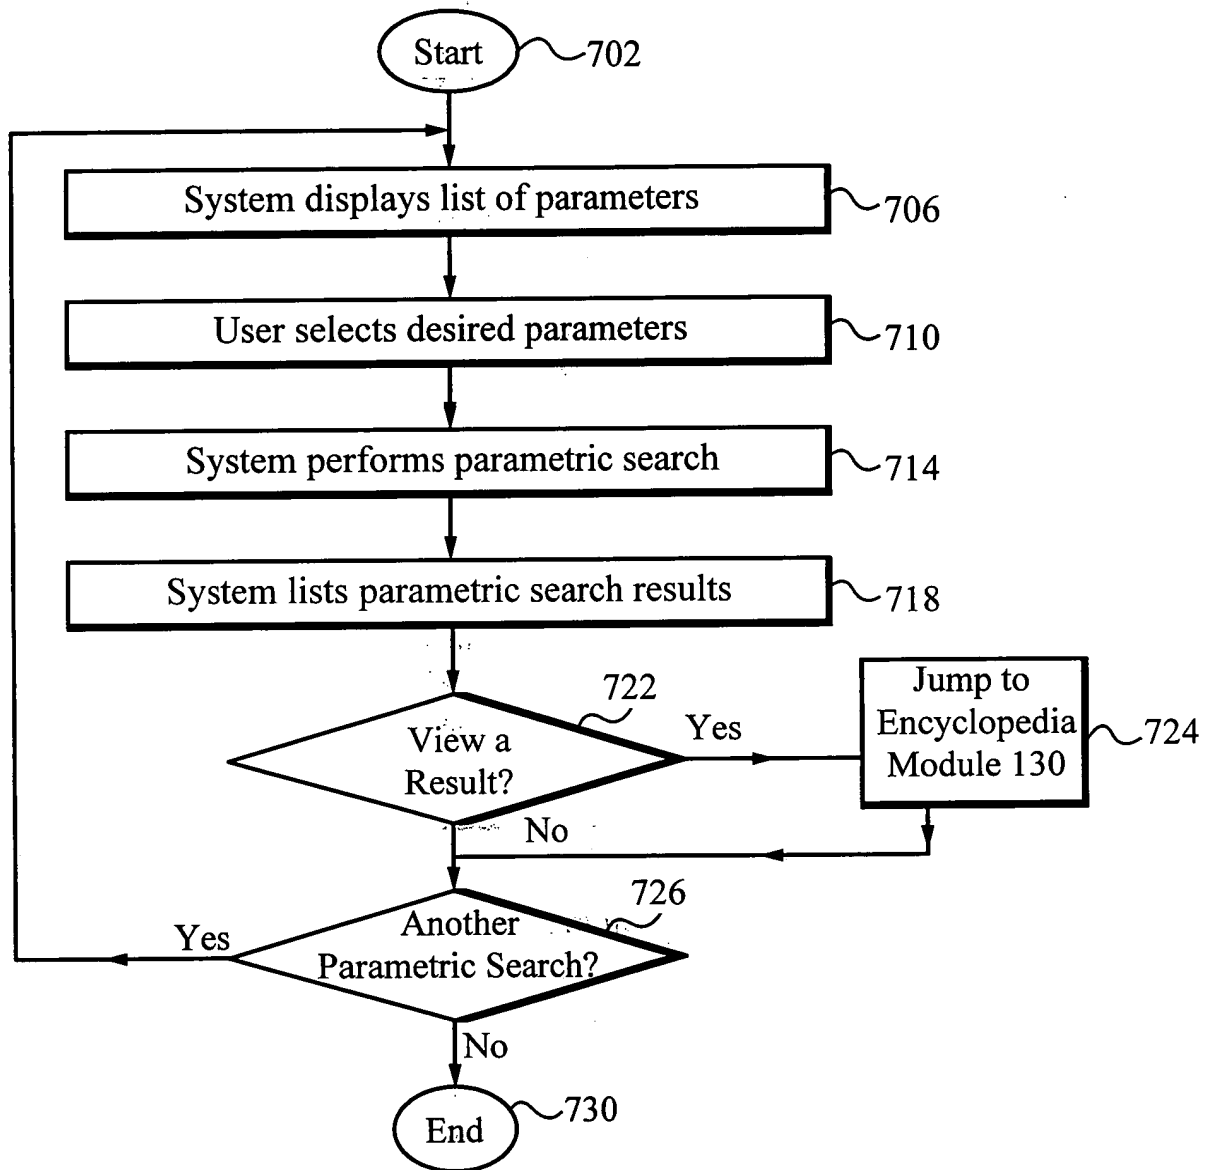 Start
702
System displays list of parameters
706
User selects desired parameters
710
System performs parametric search
714
System lists parametric search results
718
722
View a
Result?
Yes
Jump to
Encyclopedia
Module 130
724
No
726
Another
Parametric Search?
Yes
No
End
730